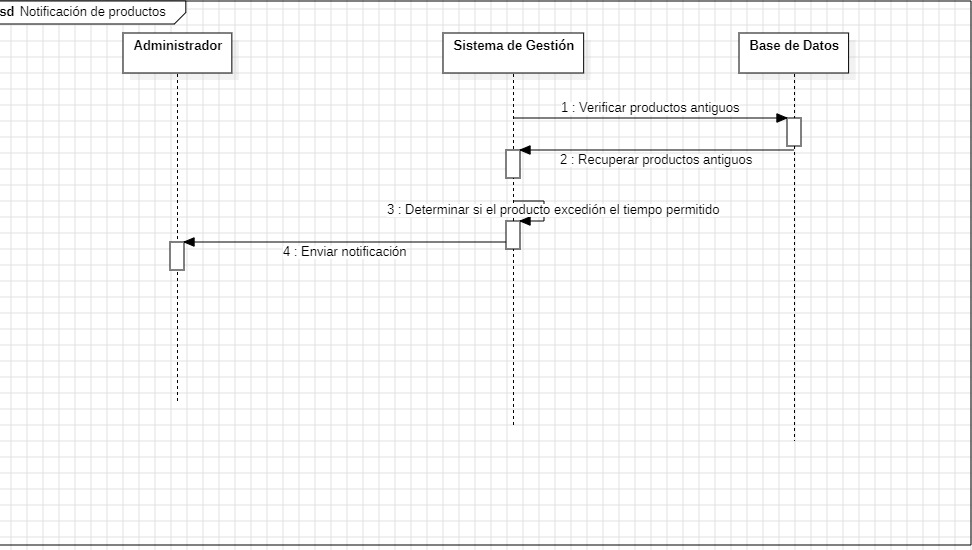 sd Notificación de productos
Administrador
Sistema de Gestión
Base de Datos
1 : Verificar productos antiguos
2 : Recuperar productos antiguos
3 : Determinar si el producto excedión el tiempo permitido
4 : Enviar notificación